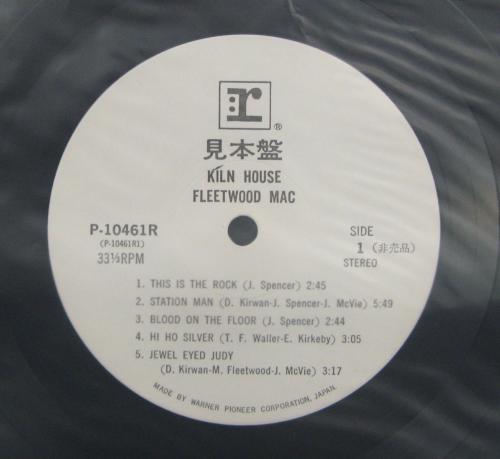 r
®
見本盤
KILN HOUSE
FLEETWOOD MAC
P-10461R
(P-10461R1)
33⅓RPM
SIDE
1 (非売品)
STEREO
1. THIS IS THE ROCK (J. Spencer) 2:45
2. STATION MAN (D. Kirwan-J. Spencer-J. McVie) 5:49
3. BLOOD ON THE FLOOR (J. Spencer) 2:44
4. HI HO SILVER (T. F. Waller-E. Kirkeby) 3:05
5. JEWEL EYED JUDY
(D. Kirwan-M. Fleetwood-J. McVie) 3:17
MADE BY WARNER PIONEER CORPORATION, JAPAN.